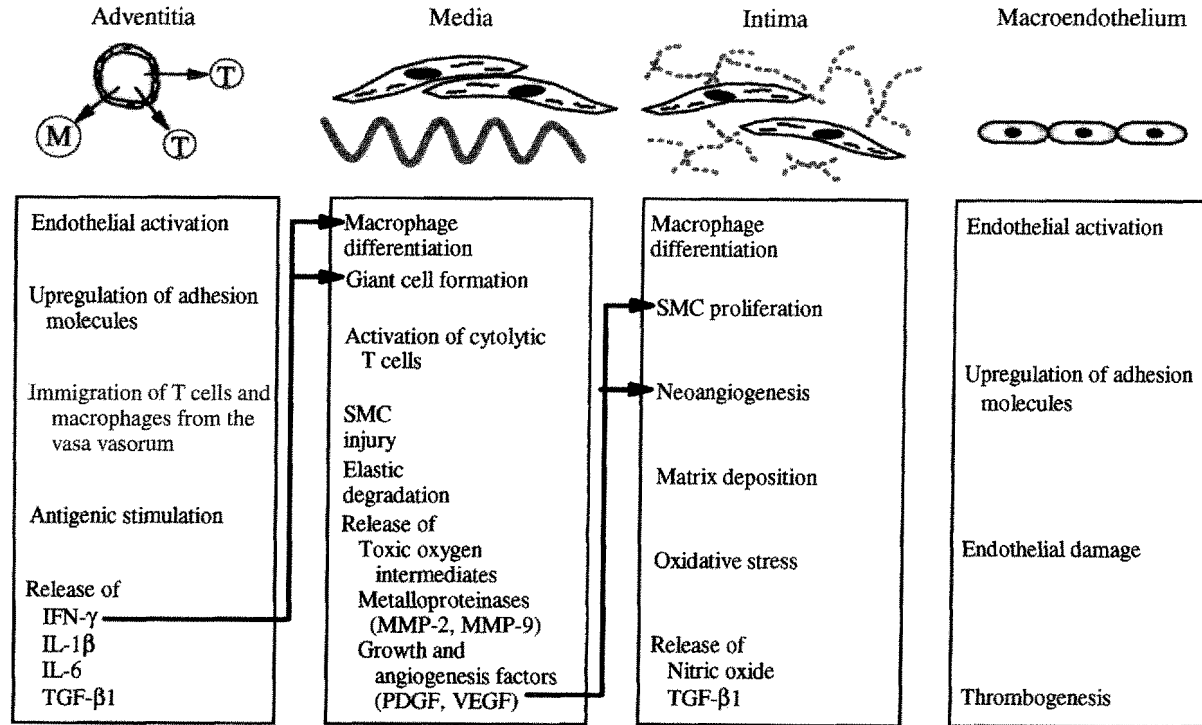 Adventitia
T
M
T
Endothelial activation
Upregulation of adhesion
molecules
Immigration of T cells and
macrophages from the
vasa vasorum
Antigenic stimulation
Release of
IFN-γ
IL-1β
IL-6
TGF-β1
Media
Macrophage
differentiation
Giant cell formation
Activation of cytolytic
T cells
SMC
injury
Elastic
degradation
Release of
Toxic oxygen
intermediates
Metalloproteinases
(MMP-2, MMP-9)
Growth and
angiogenesis factors
(PDGF, VEGF)
Intima
Macrophage
differentiation
SMC proliferation
Neoangiogenesis
Matrix deposition
Oxidative stress
Release of
Nitric oxide
TGF-β1
Macroendothelium
Endothelial activation
Upregulation of adhesion
molecules
Endothelial damage
Thrombogenesis